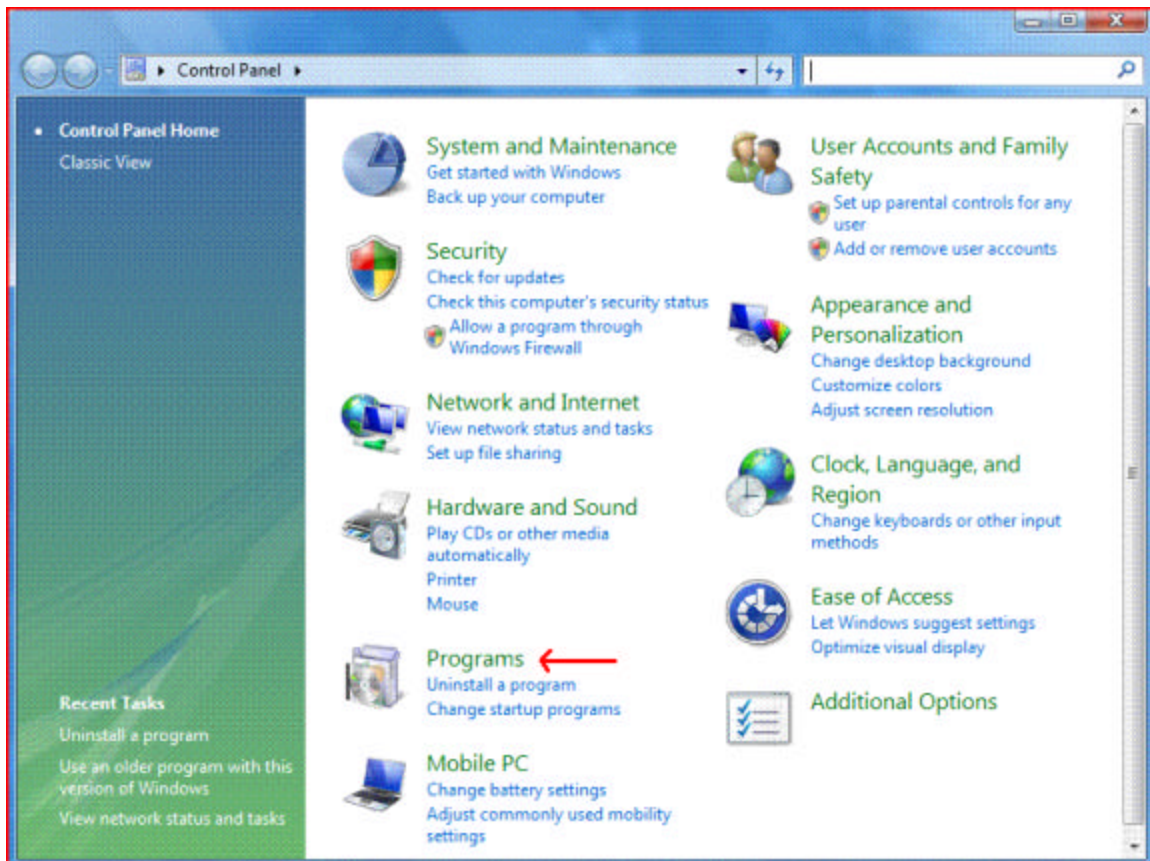 Control Panel
Control Panel Home
Classic View
System and Maintenance
Get started with Windows
Back up your computer
Security
Check for updates
Check this computer's security status
Allow a program through
Windows Firewall
Network and Internet
View network status and tasks
Set up file sharing
Hardware and Sound
Play CDs or other media
automatically
Printer
Mouse
Programs
Uninstall a program
Change startup programs
Mobile PC
Change battery settings
Adjust commonly used mobility
settings
User Accounts and Family
Safety
Set up parental controls for any
user
Add or remove user accounts
Appearance and
Personalization
Change desktop background
Customize colors
Adjust screen resolution
Clock, Language, and
Region
Change keyboards or other input
methods
Ease of Access
Let Windows suggest settings
Optimize visual display
Additional Options
Recent Tasks
Uninstall a program
Use an older program with this
version of Windows
View network status and tasks